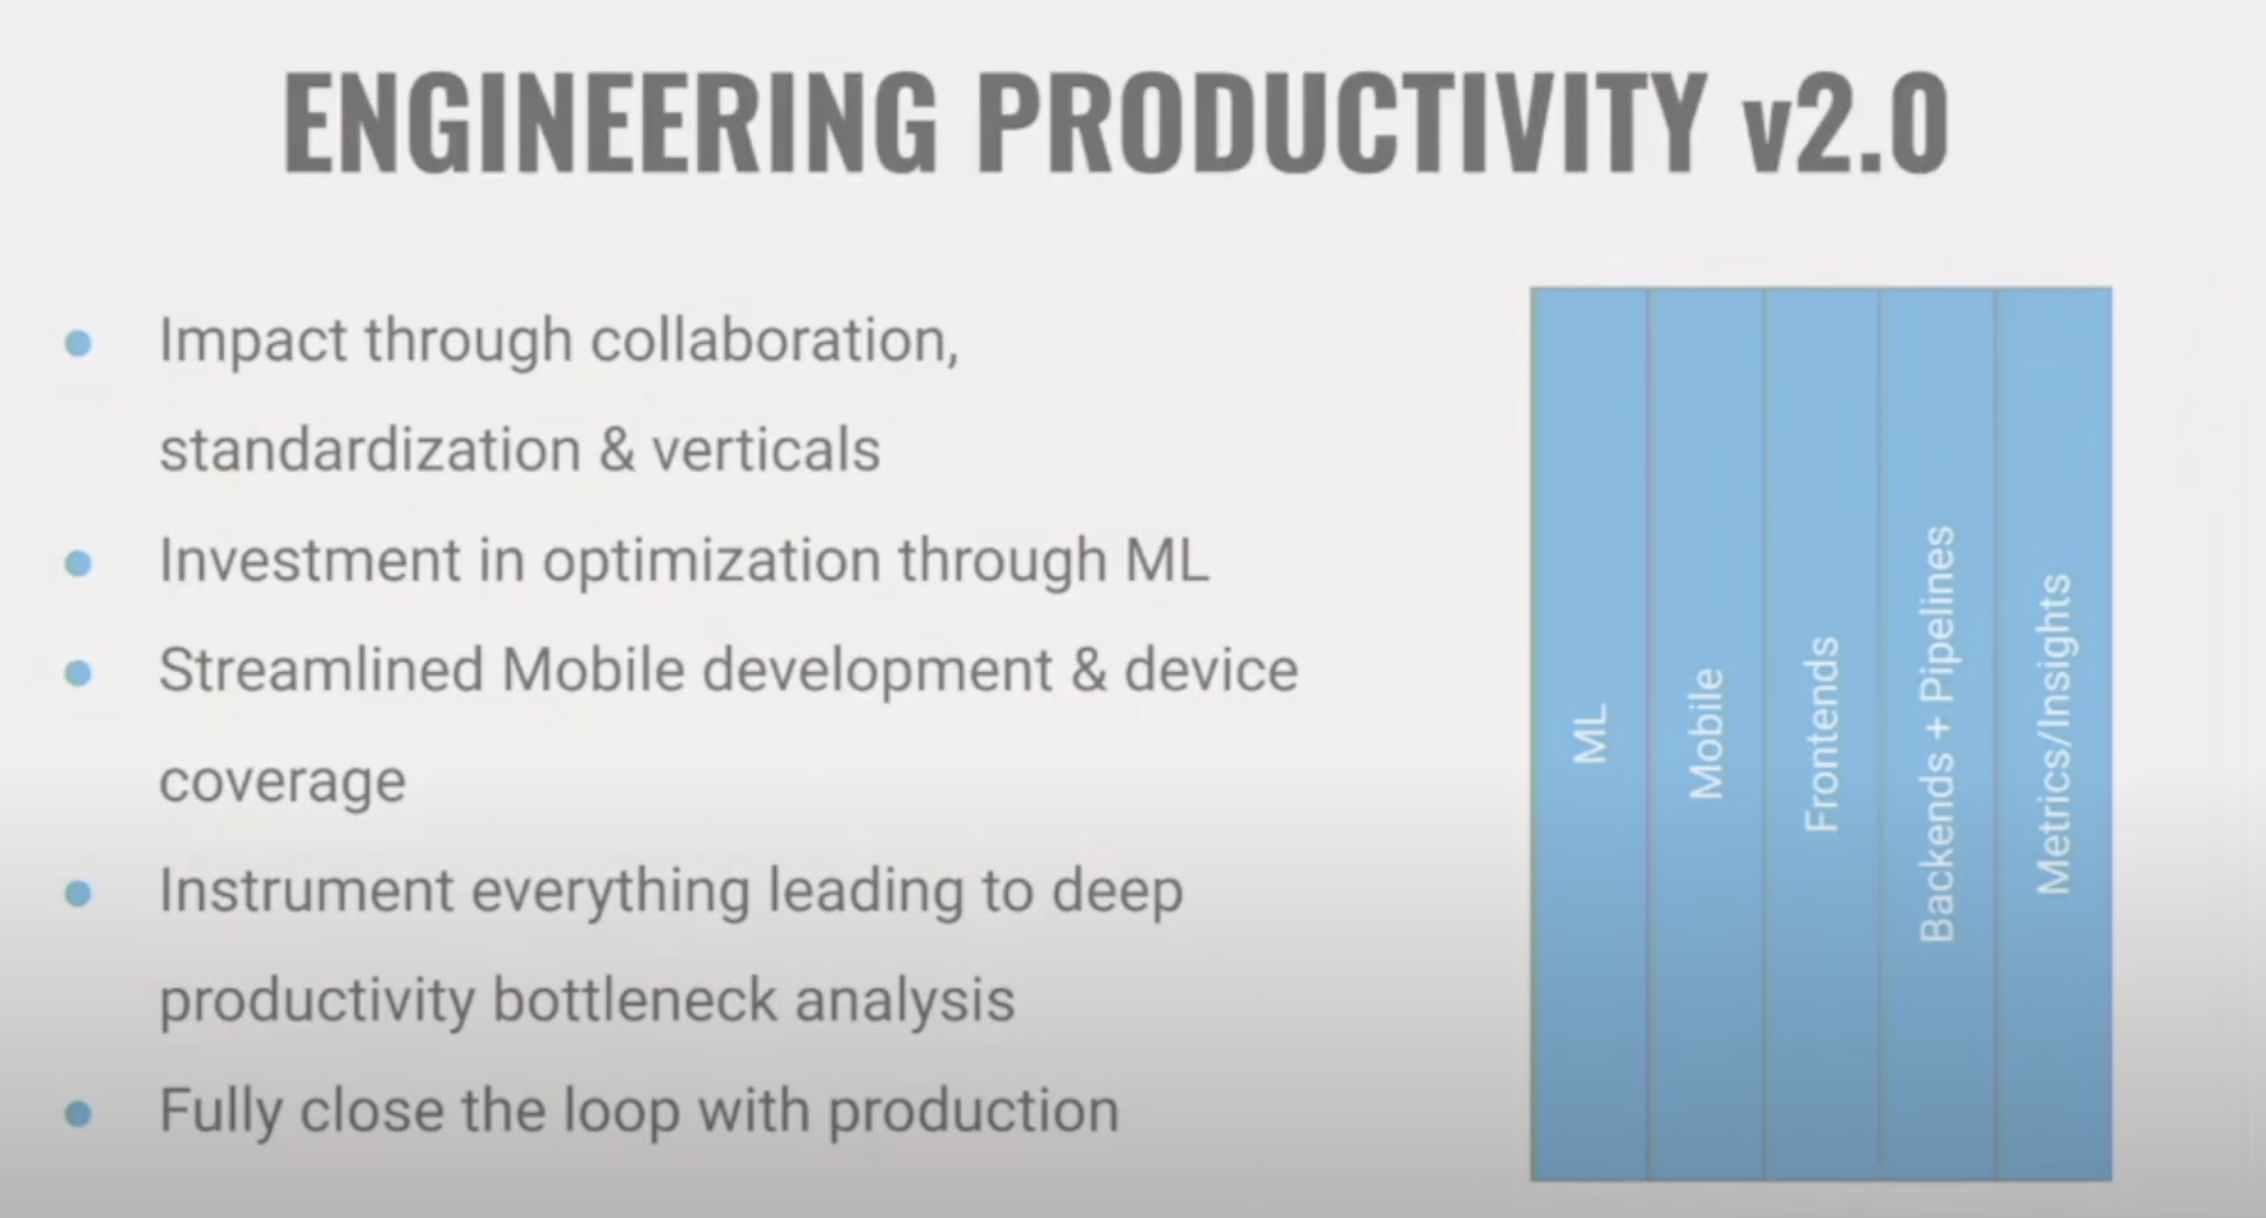 ENGINEERING PRODUCTIVITY v2.0
Impact through collaboration,
standardization & verticals
Investment in optimization through ML
Streamlined Mobile development & device
coverage
Instrument everything leading to deep
productivity bottleneck analysis
Fully close the loop with production
ML
Mobile
Frontends
Backends + Pipelines
Metrics/Insights